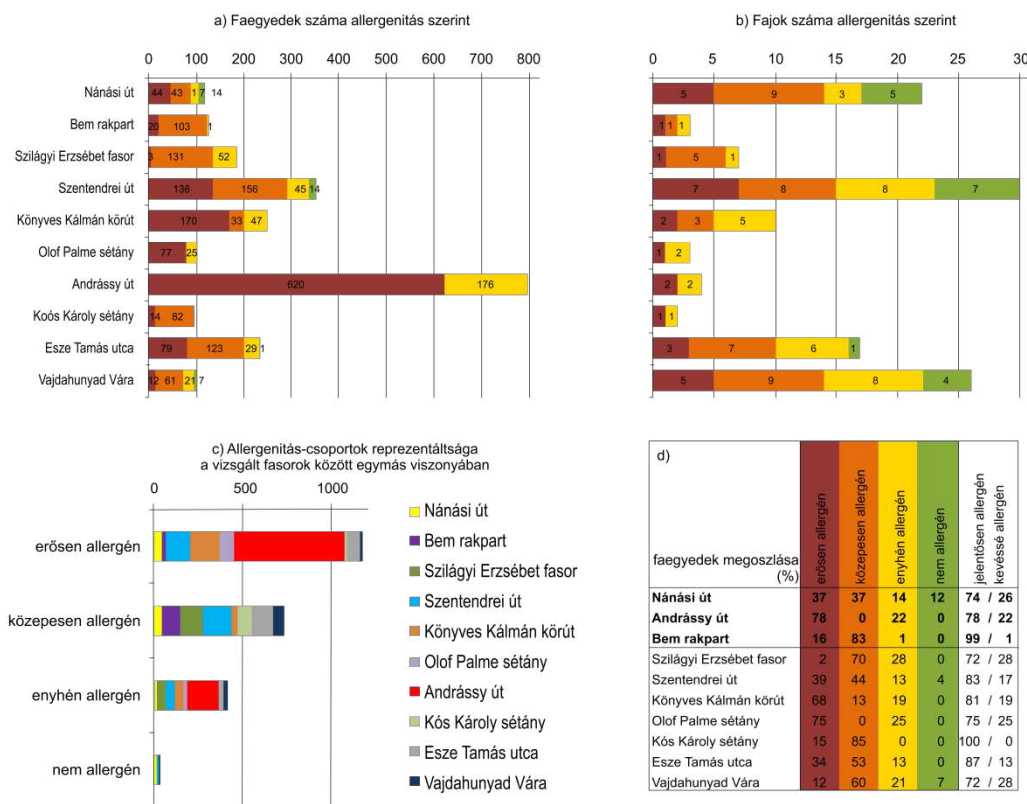 a) Faegyedek száma allergenitás szerint
0 100 200 300 400 500 600 700 800
Nánási út 44 43 17 14
Bem rakpart 20 103 1
Szilágyi Erzsébet fasor 3 131 52
Szentendrei út 136 156 45 14
Könyves Kálmán körút 170 33 47
Olof Palme sétány 77 25
Andrássy út 620 176
Koós Károly sétány 14 82
Esze Tamás utca 79 123 29 1
Vajdahunyad Vára 12 61 21 7
b) Fajok száma allergenitás szerint
0 5 10 15 20 25 30
5 9 3 5
1 1 1
1 5 1
7 8 8 7
2 3 5
1 2
2 2
1 1
3 7 6 1
5 9 8 4
c) Allergenitás-csoportok reprezentáltsága
a vizsgált fasorok között egymás viszonyában
0 500 1000
erősen allergén
közepesen allergén
enyhén allergén
nem allergén
Nánási út
Bem rakpart
Szilágyi Erzsébet fasor
Szentendrei út
Könyves Kálmán körút
Olof Palme sétány
Andrássy út
Kós Károly sétány
Esze Tamás utca
Vajdahunyad Vára
d)
faegyedek megoszlása
(%)
erősen allergén
közepesen allergén
enyhén allergén
nem allergén
jelentősen allergén
kevéssé allergén
Nánási út 37 37 14 12 74 / 26
Andrássy út 78 0 22 0 78 / 22
Bem rakpart 16 83 1 0 99 / 1
Szilágyi Erzsébet fasor 2 70 28 0 72 / 28
Szentendrei út 39 44 13 4 83 / 17
Könyves Kálmán körút 68 13 19 0 81 / 19
Olof Palme sétány 75 0 25 0 75 / 25
Kós Károly sétány 15 85 0 0 100 / 0
Esze Tamás utca 34 53 13 0 87 / 13
Vajdahunyad Vára 12 60 21 7 72 / 28